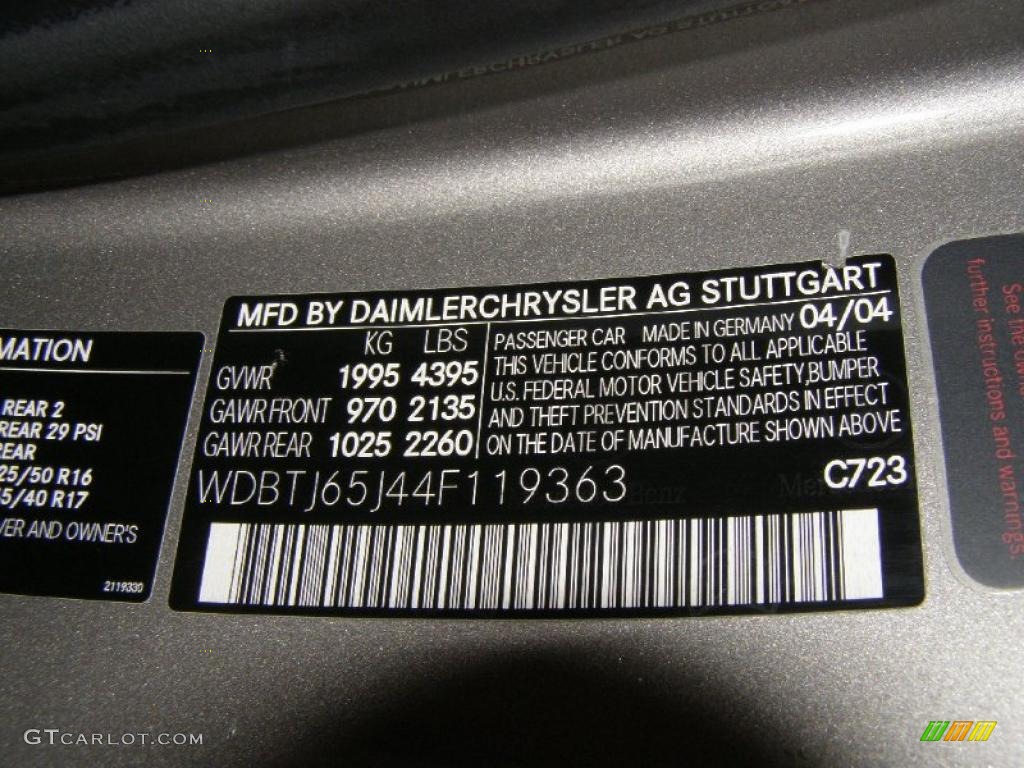 MFD BY DAIMLERCHRYSLER AG STUTTGART
KG LBS
GVWR 1995 4395
GAWR FRONT 970 2135
GAWR REAR 1025 2260
PASSENGER CAR MADE IN GERMANY 04/04
THIS VEHICLE CONFORMS TO ALL APPLICABLE
U.S. FEDERAL MOTOR VEHICLE SAFETY, BUMPER
AND THEFT PREVENTION STANDARDS IN EFFECT
ON THE DATE OF MANUFACTURE SHOWN ABOVE
WDBTJ65J44F119363
C723
MATION
REAR 2
REAR 29 PSI
REAR
25/50 R16
5/40 R17
VER AND OWNER'S
2119330
See the
further instructions and warnings.
GTCARLOT.COM